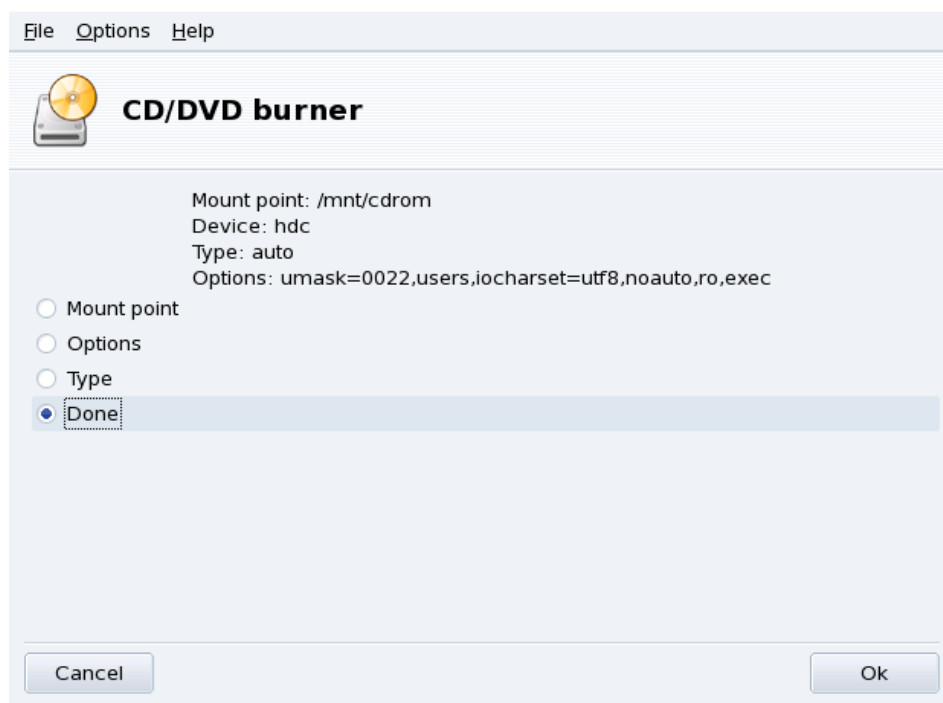 File Options Help
CD/DVD burner
Mount point: /mnt/cdrom
Device: hdc
Type: auto
Options: umask=0022,users,iocharset=utf8,noauto,ro,exec
Mount point
Options
Type
Done
Cancel Ok